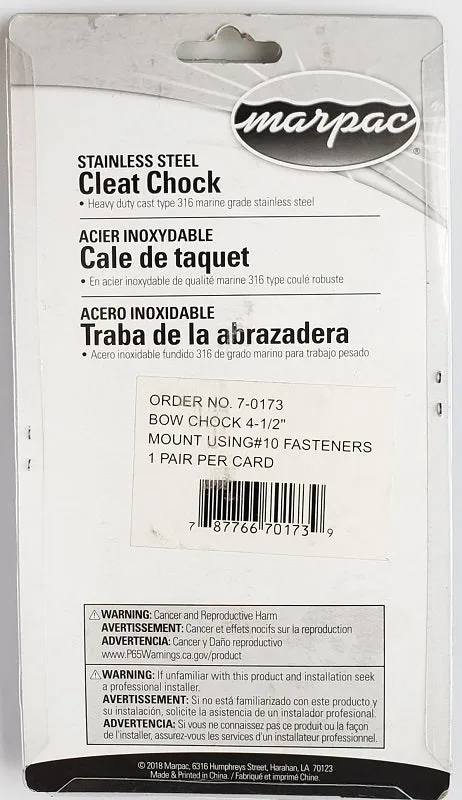 marpac
®
STAINLESS STEEL
Cleat Chock
• Heavy duty cast type 316 marine grade stainless steel
ACIER INOXYDABLE
Cale de taquet
• En acier inoxydable de qualité marine 316 type coulé robuste
ACERO INOXIDABLE
Traba de la abrazadera
• Acero inoxidable fundido 316 de grado marino para trabajo pesado
ORDER NO. 7-0173
BOW CHOCK 4-1/2"
MOUNT USING#10 FASTENERS
1 PAIR PER CARD
7 87766 70173 9
⚠WARNING: Cancer and Reproductive Harm
AVERTISSEMENT: Cancer et effets nocifs sur la reproduction
ADVERTENCIA: Cancer y Daño reproductivo
www.P65Warnings.ca.gov/product
⚠WARNING: If unfamiliar with this product and installation seek
a professional installer.
AVERTISSEMENT: Si no está familiarizado con este producto y
su instalación, solicite la asistencia de un instalador profesional.
ADVERTENCIA: Si vous ne connaissez pas ce produit ou la façon
de l'installer, assurez-vous les services d'un installateur professionnel.
© 2018 Marpac, 6316 Humphreys Street, Harahan, LA 70123
Made & Printed in China. / Fabriqué et imprimé Chine.